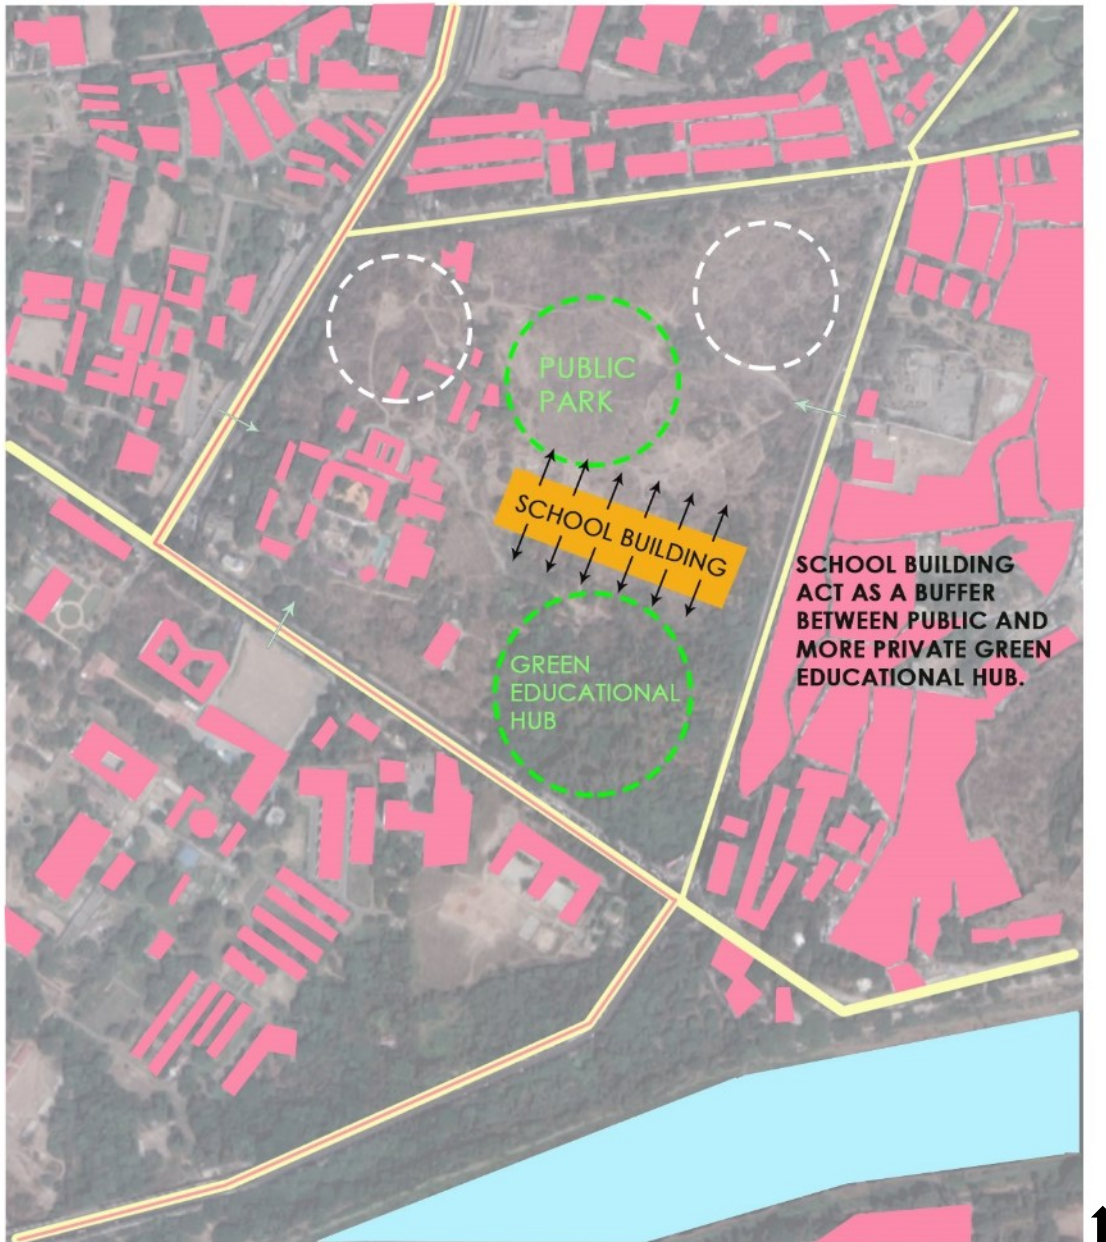 PUBLIC
PARK
SCHOOL BUILDING
SCHOOL BUILDING
ACT AS A BUFFER
BETWEEN PUBLIC AND
MORE PRIVATE GREEN
EDUCATIONAL HUB.
GREEN
EDUCATIONAL
HUB